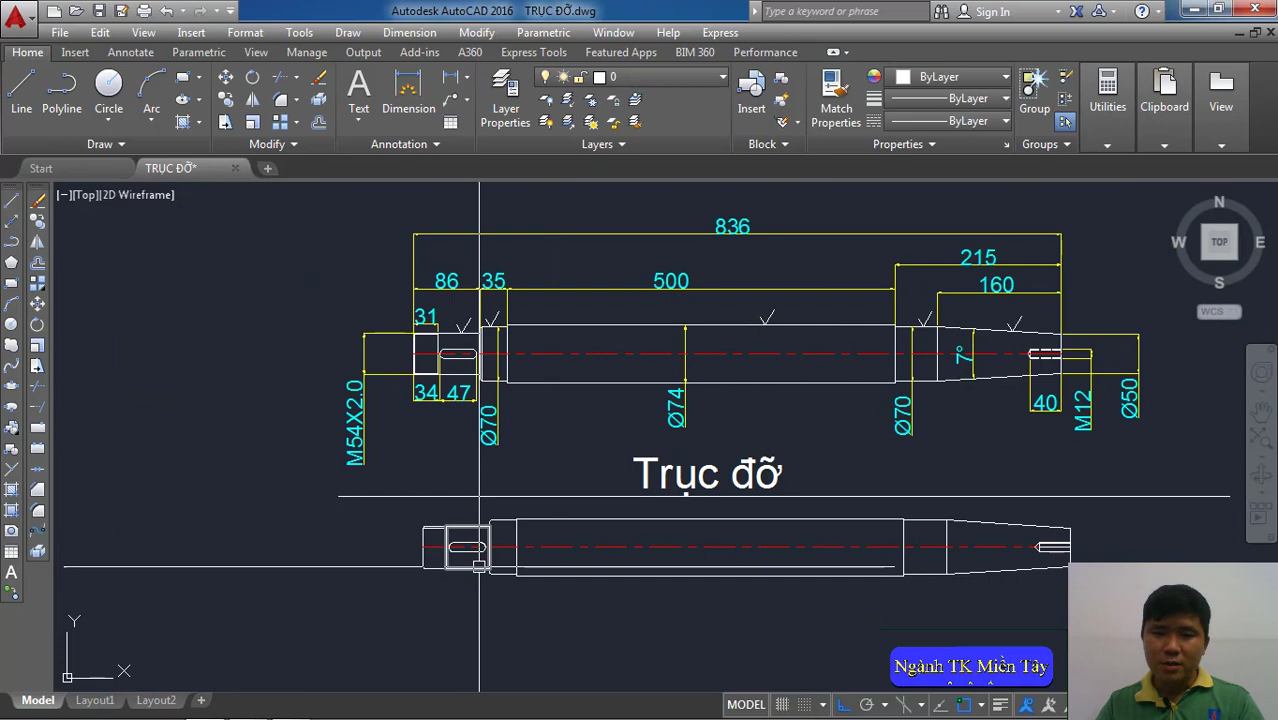 Autodesk AutoCAD 2016 TRỤC ĐỠ.dwg
Type a keyword or phrase
Sign In
File Edit View Insert Format Tools Draw Dimension Modify Parametric Window Help Express
Home Insert Annotate Parametric View Manage Output Add-ins A360 Express Tools Featured Apps BIM 360 Performance
Line Polyline Circle Arc
Text Dimension
Layer Properties
0
Insert
Match Properties
ByLayer
ByLayer
ByLayer
Group
Utilities Clipboard View
Draw Modify Annotation Layers Block Properties Groups
Start TRỤC ĐỠ*
[−][Top][2D Wireframe]
N
W TOP E
S
WCS
836
215
86 35 500 160
31
7°
34 47 40
M54X2.0 Ø70 Ø74 Ø70 M12 Ø50
Trục đỡ
Y
X
Ngành TK Miền Tây
Model Layout1 Layout2
MODEL